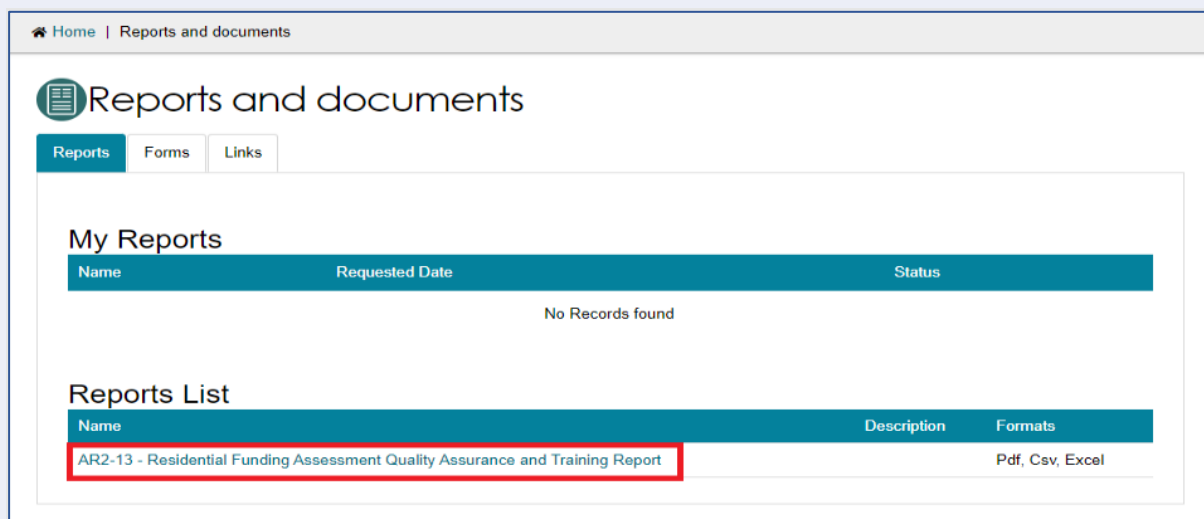 Home | Reports and documents
Reports and documents
Reports Forms Links
My Reports
Name Requested Date Status
No Records found
Reports List
Name Description Formats
AR2-13 - Residential Funding Assessment Quality Assurance and Training Report Pdf, Csv, Excel